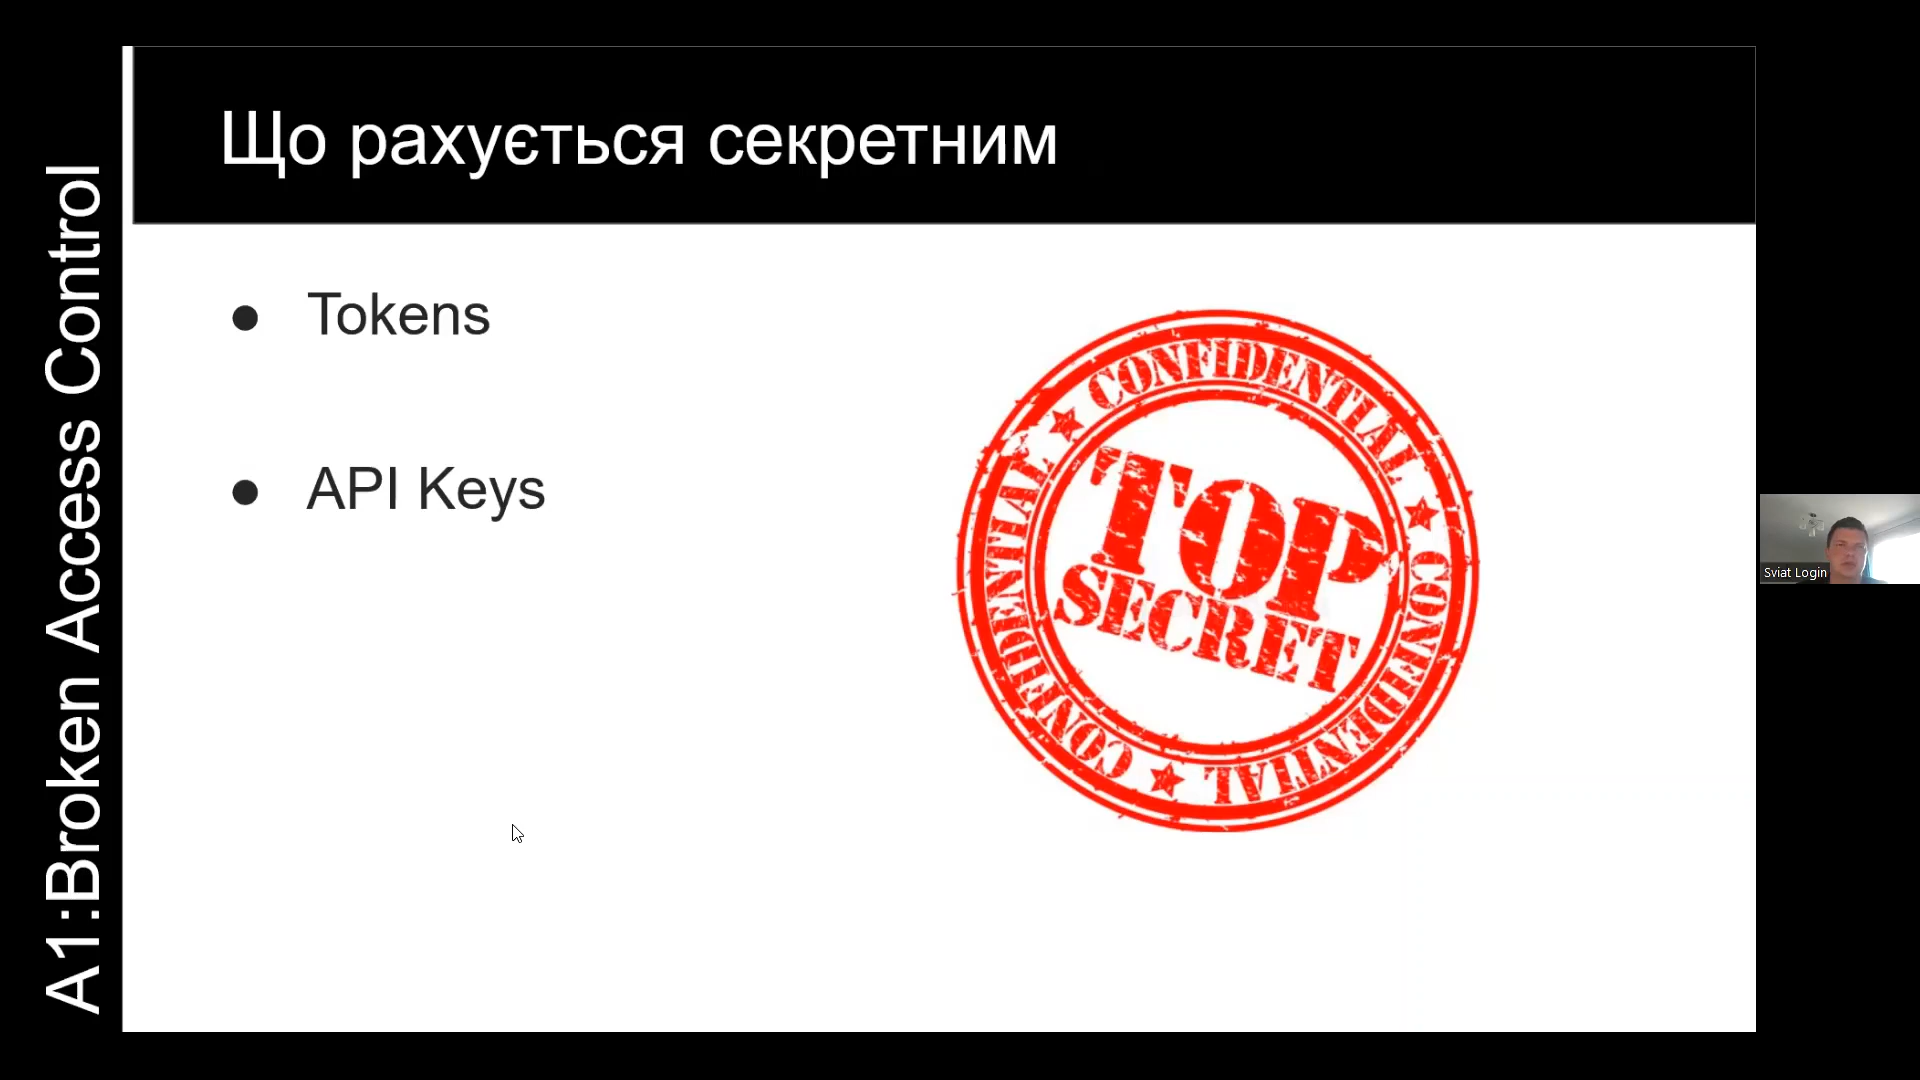 A1:Broken Access Control
Що рахується секретним
Tokens
API Keys
CONFIDENTIAL
CONFIDENTIAL
CONFIDENTIAL
CONFIDENTIAL
TOP
SECRET
Sviat Login